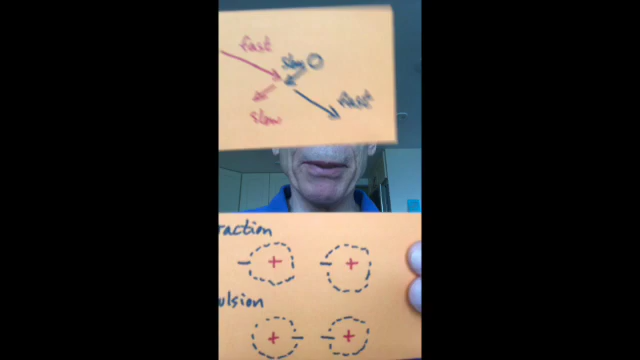 fast
slow
fast
slow
raction
+ +
ulsion
+ +